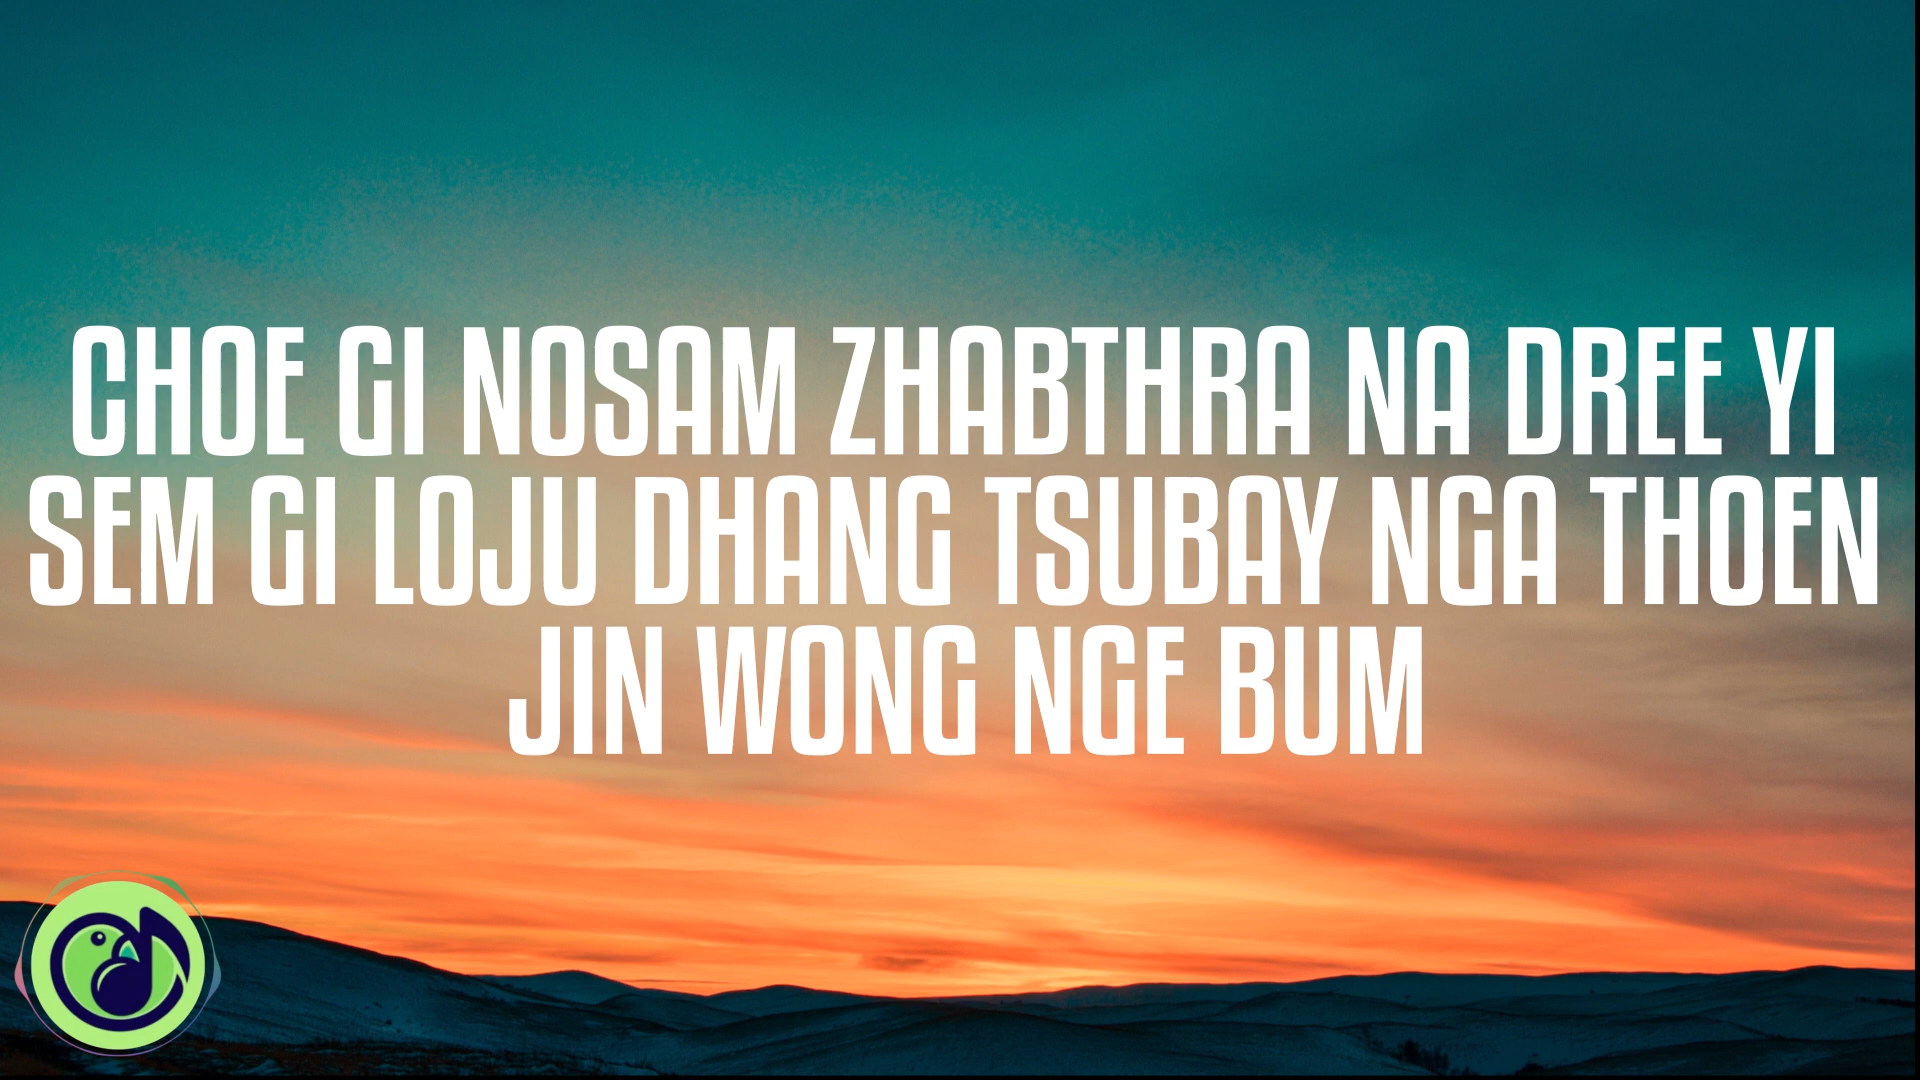 CHOE GI NOSAM ZHABTHRA NA DREE YI
SEM GI LOJU DHANG TSUBAY NGA THOEN
JIN WONG NGE BUM